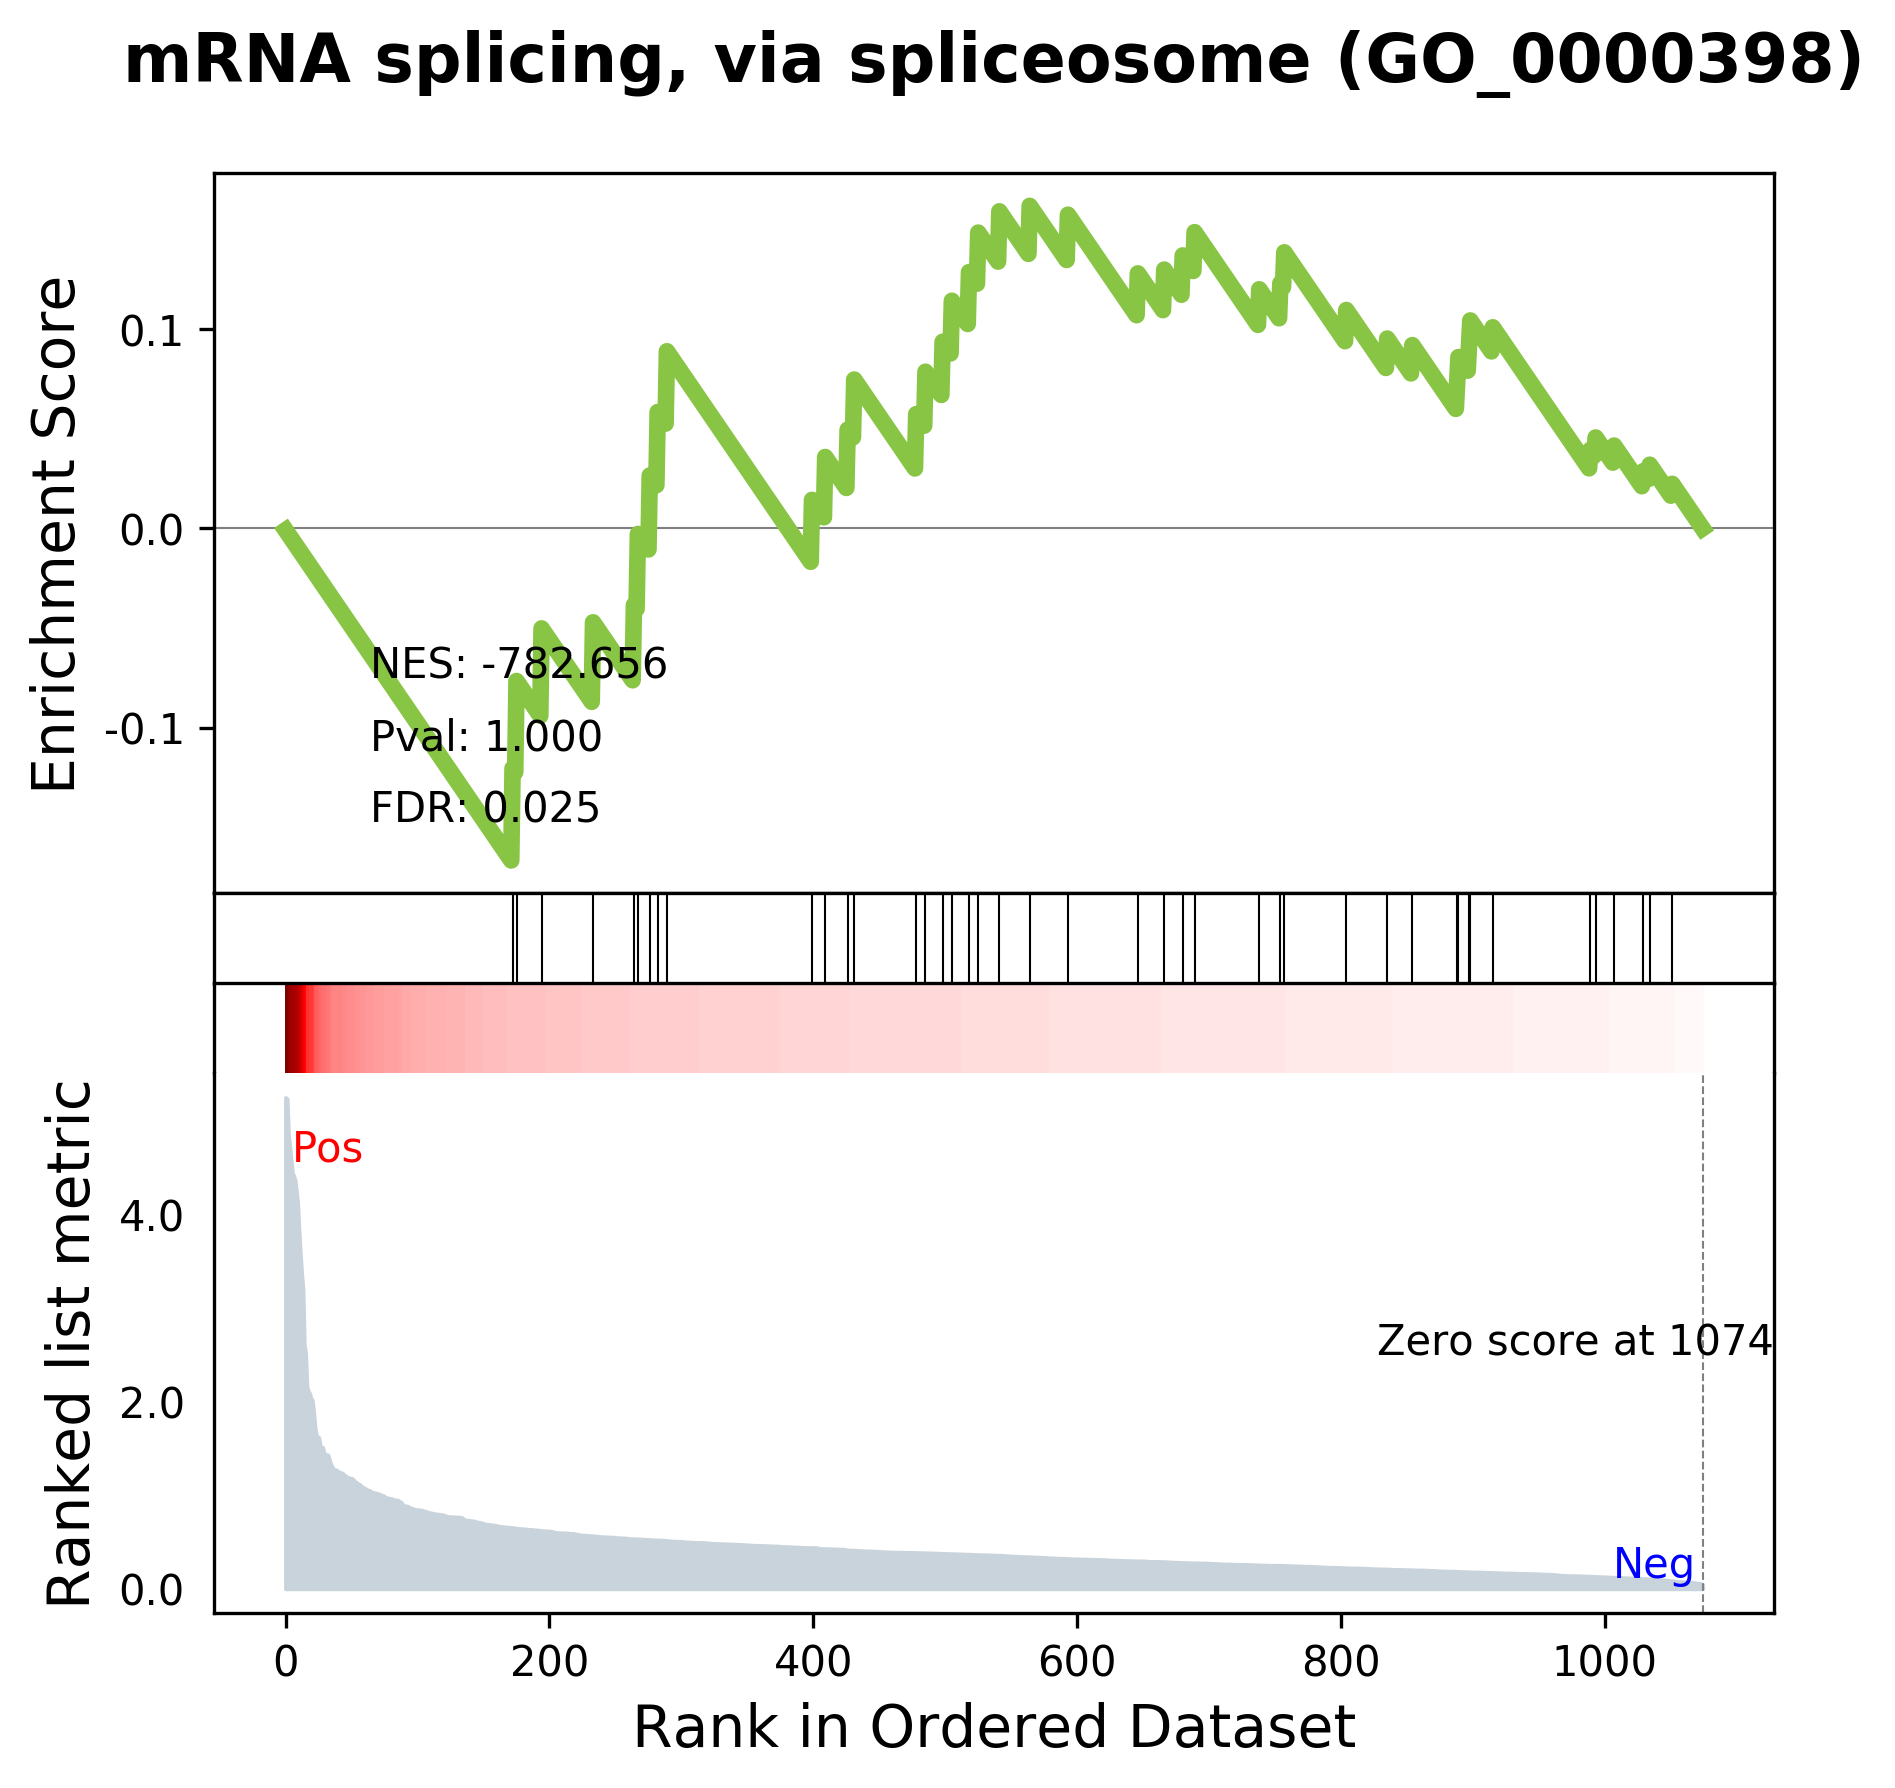 mRNA splicing, via spliceosome (GO_0000398)
Enrichment Score
0.1
0.0
-0.1
NES: -782.656
Pval: 1.000
FDR: 0.025
Ranked list metric
Pos
4.0
2.0
0.0
Zero score at 1074
Neg
0 200 400 600 800 1000
Rank in Ordered Dataset